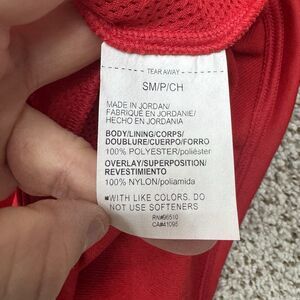 TEAR AWAY
SM/P/CH
MADE IN JORDAN/
FABRIQUÉ EN JORDANIE/
HECHO EN JORDANIA
BODY/LINING/CORPS/
DOUBLURE/CUERPO/FORRO
100% POLYESTER/poliéster
OVERLAY/SUPERPOSITION/
REVESTIMIENTO
100% NYLON/poliamida
*WITH LIKE COLORS. DO
NOT USE SOFTENERS
RN#96510
CA#41096